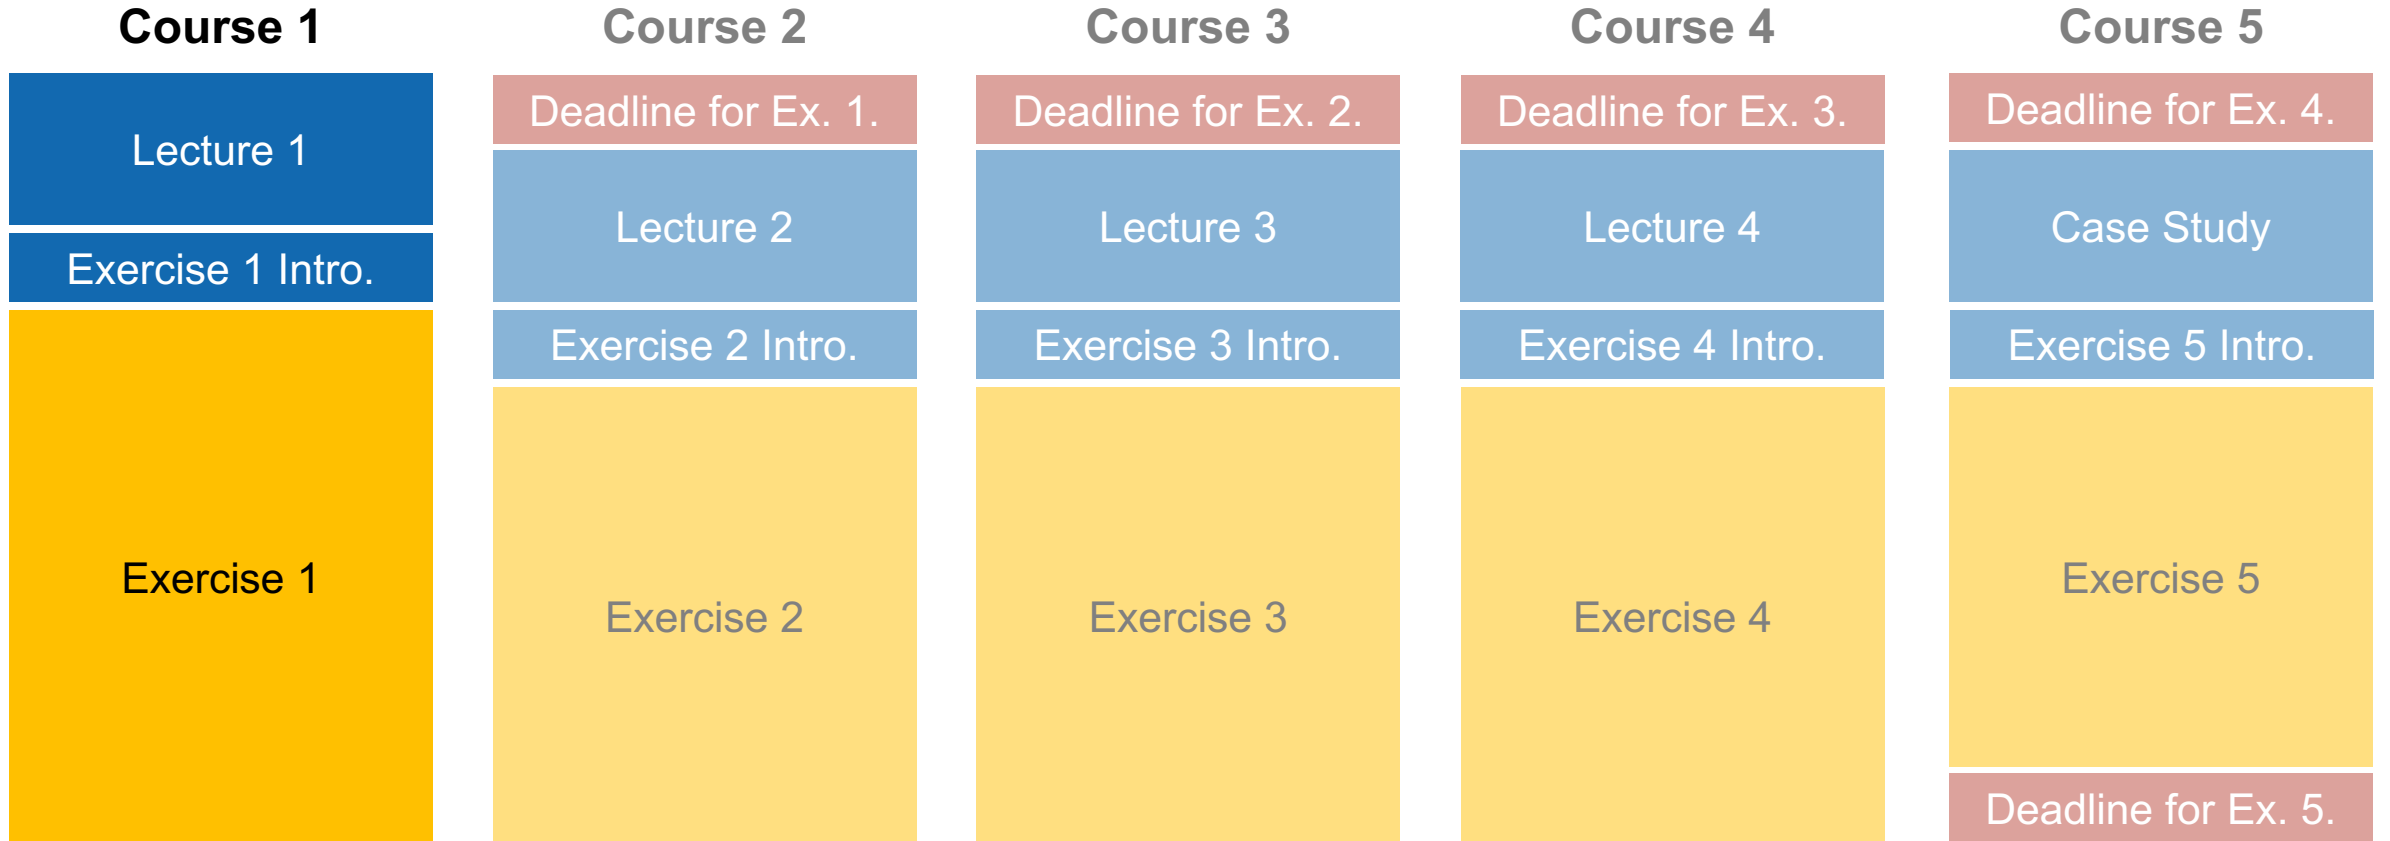 Course 1
Lecture 1
Exercise 1 Intro.
Exercise 1
Course 2
Deadline for Ex. 1.
Lecture 2
Exercise 2 Intro.
Exercise 2
Course 3
Deadline for Ex. 2.
Lecture 3
Exercise 3 Intro.
Exercise 3
Course 4
Deadline for Ex. 3.
Lecture 4
Exercise 4 Intro.
Exercise 4
Course 5
Deadline for Ex. 4.
Case Study
Exercise 5 Intro.
Exercise 5
Deadline for Ex. 5.